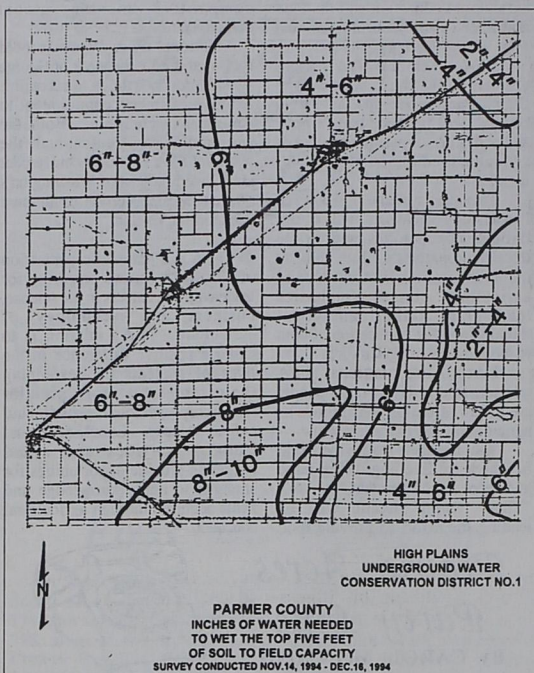 2"-4"
4"
4"-6"
6"-8"
6"
4"
2"-4"
6"-8"
8"
6"
8"-10"
4"-6"
6"
N
HIGH PLAINS
UNDERGROUND WATER
CONSERVATION DISTRICT NO.1
PARMER COUNTY
INCHES OF WATER NEEDED
TO WET THE TOP FIVE FEET
OF SOIL TO FIELD CAPACITY
SURVEY CONDUCTED NOV.14, 1994 - DEC.16, 1994